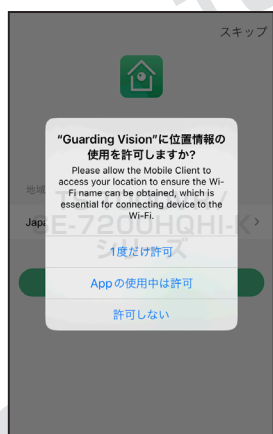 スキップ
"Guarding Vision"に位置情報の
使用を許可しますか?
Please allow the Mobile Client to
access your location to ensure the Wi-
Fi name can be obtained, which is
essential for connecting device to the
Wi-Fi.
地域
Japa
>
1度だけ許可
Appの使用中は許可
許可しない
-7200HQHI-K
シリーズ